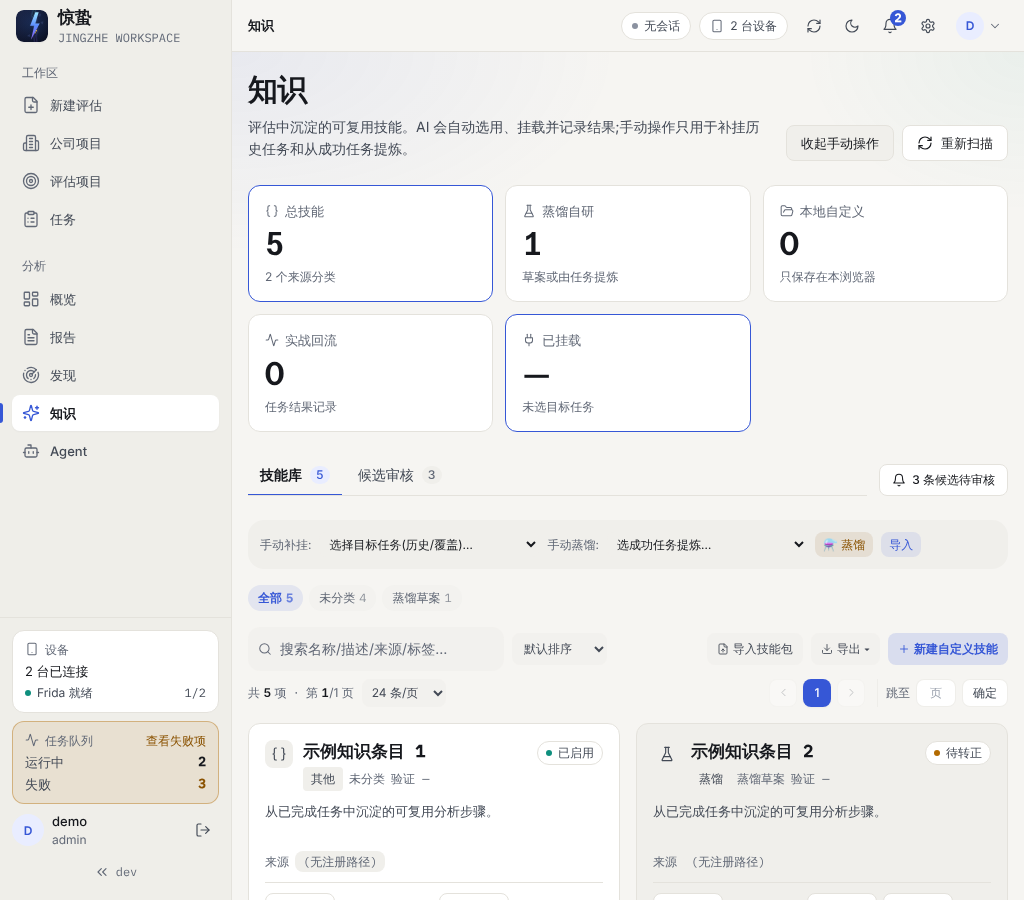 惊蛰
JINGZHE WORKSPACE
工作区
新建评估
公司项目
评估项目
任务
分析
概览
报告
发现
知识
Agent
设备
2 台已连接
Frida 就绪 1/2
任务队列 查看失败项
运行中 2
失败 3
D
demo
admin
dev
知识
无会话
2 台设备
2
D
知识
评估中沉淀的可复用技能。AI 会自动选用、挂载并记录结果;手动操作只用于补挂历
史任务和从成功任务提炼。
收起手动操作
重新扫描
总技能
5
2 个来源分类
蒸馏自研
1
草案或由任务提炼
本地自定义
0
只保存在本浏览器
实战回流
0
任务结果记录
已挂载
—
未选目标任务
技能库 5
候选审核 3
3 条候选待审核
手动补挂: 选择目标任务(历史/覆盖)... 手动蒸馏: 选成功任务提炼... 蒸馏 导入
全部 5 未分类 4 蒸馏草案 1
搜索名称/描述/来源/标签... 默认排序 导入技能包 导出 + 新建自定义技能
共 5 项 · 第 1/1 页 24 条/页 ‹ 1 › 跳至 页 确定
{ } 示例知识条目 1 已启用
其他 未分类 验证 —
从已完成任务中沉淀的可复用分析步骤。
来源 (无注册路径)
示例知识条目 2 待转正
蒸馏 蒸馏草案 验证 —
从已完成任务中沉淀的可复用分析步骤。
来源 (无注册路径)